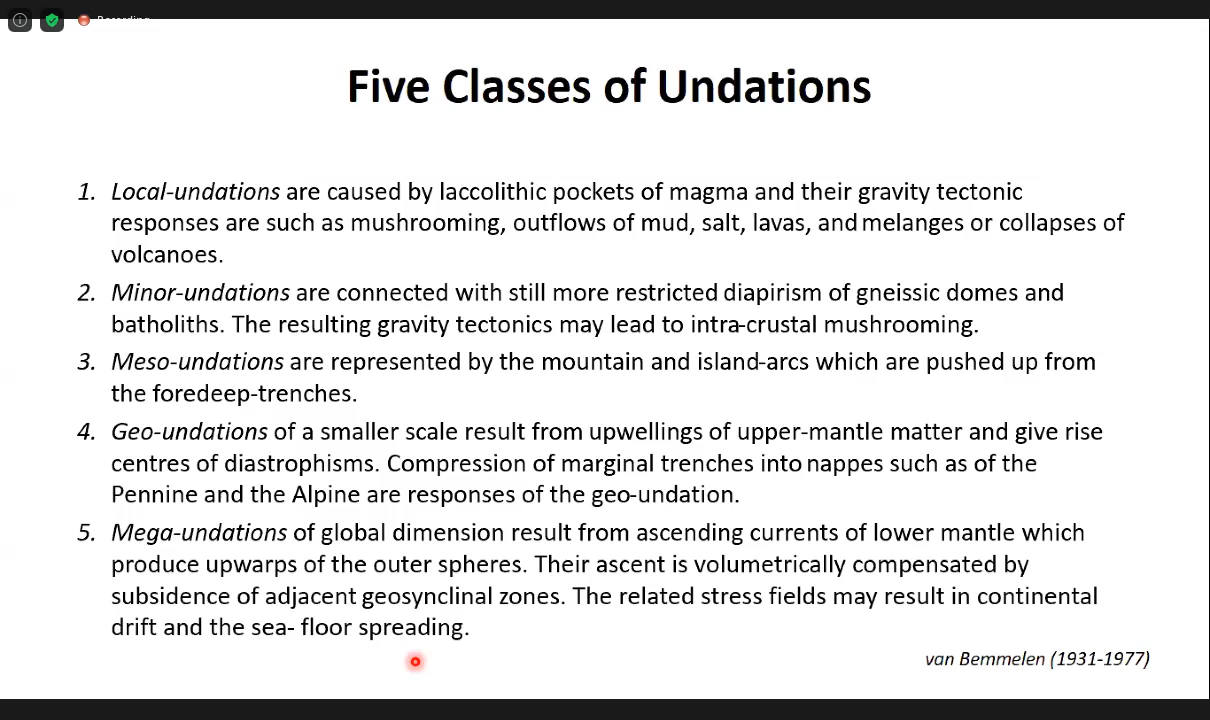 Recording
Five Classes of Undations
1. Local-undations are caused by laccolithic pockets of magma and their gravity tectonic
responses are such as mushrooming, outflows of mud, salt, lavas, and melanges or collapses of
volcanoes.
2. Minor-undations are connected with still more restricted diapirism of gneissic domes and
batholiths. The resulting gravity tectonics may lead to intra-crustal mushrooming.
3. Meso-undations are represented by the mountain and island-arcs which are pushed up from
the foredeep-trenches.
4. Geo-undations of a smaller scale result from upwellings of upper-mantle matter and give rise
centres of diastrophisms. Compression of marginal trenches into nappes such as of the
Pennine and the Alpine are responses of the geo-undation.
5. Mega-undations of global dimension result from ascending currents of lower mantle which
produce upwarps of the outer spheres. Their ascent is volumetrically compensated by
subsidence of adjacent geosynclinal zones. The related stress fields may result in continental
drift and the sea- floor spreading.
van Bemmelen (1931-1977)